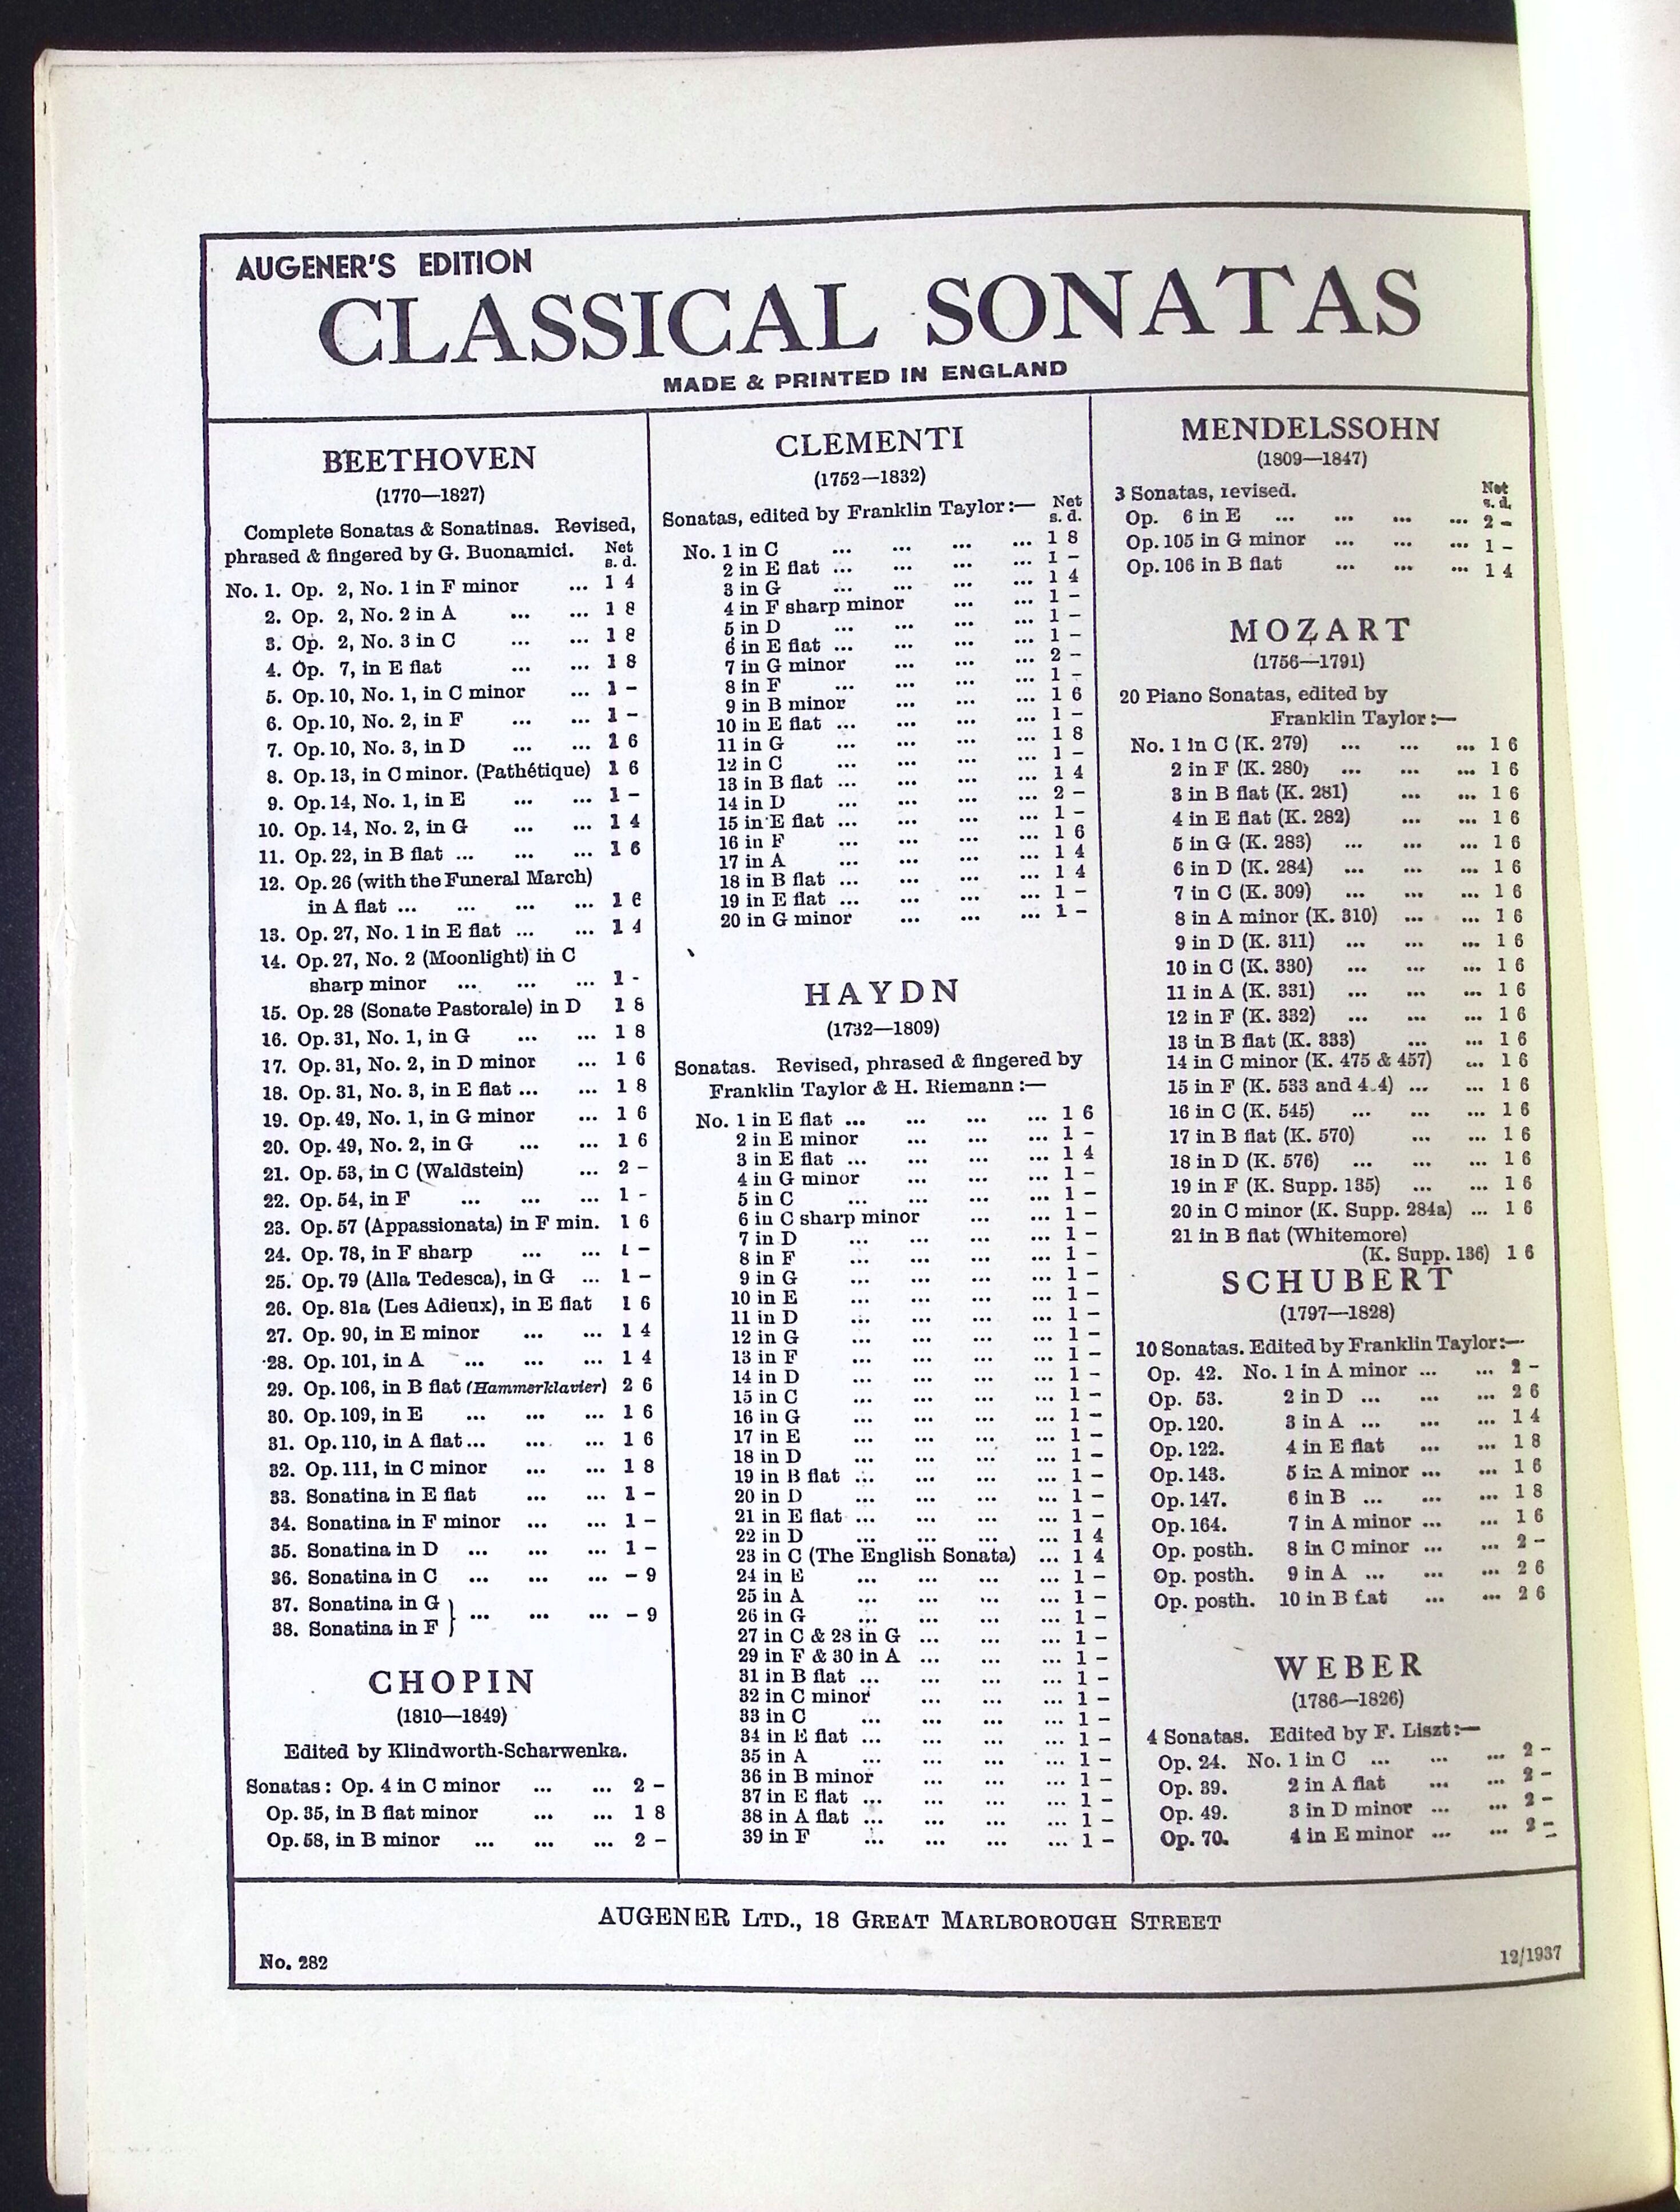 AUGENER'S EDITION
CLASSICAL SONATAS
MADE & PRINTED IN ENGLAND
BEETHOVEN
(1770—1827)
Complete Sonatas & Sonatinas. Revised,
phrased & fingered by G. Buonamici. Net
s. d.
No. 1. Op. 2, No. 1 in F minor ... 1 4
2. Op. 2, No. 2 in A ... ... 1 8
3. Op. 2, No. 3 in C ... ... 1 8
4. Op. 7, in E flat ... ... 1 8
5. Op. 10, No. 1, in C minor ... 1 -
6. Op. 10, No. 2, in F ... ... 1 -
7. Op. 10, No. 3, in D ... ... 1 6
8. Op. 13, in C minor. (Pathétique) 1 6
9. Op. 14, No. 1, in E ... ... 1 -
10. Op. 14, No. 2, in G ... ... 1 4
11. Op. 22, in B flat ... ... ... 1 6
12. Op. 26 (with the Funeral March)
in A flat ... ... ... ... 1 6
13. Op. 27, No. 1 in E flat ... ... 1 4
14. Op. 27, No. 2 (Moonlight) in C
sharp minor ... ... ... 1 -
15. Op. 28 (Sonate Pastorale) in D 1 8
16. Op. 31, No. 1, in G ... ... 1 8
17. Op. 31, No. 2, in D minor ... 1 6
18. Op. 31, No. 3, in E flat ... ... 1 8
19. Op. 49, No. 1, in G minor ... 1 6
20. Op. 49, No. 2, in G ... ... 1 6
21. Op. 53, in C (Waldstein) ... 2 -
22. Op. 54, in F ... ... ... 1 -
23. Op. 57 (Appassionata) in F min. 1 6
24. Op. 78, in F sharp ... ... 1 -
25. Op. 79 (Alla Tedesca), in G ... 1 -
26. Op. 81a (Les Adieux), in E flat 1 6
27. Op. 90, in E minor ... ... 1 4
28. Op. 101, in A ... ... ... 1 4
29. Op. 106, in B flat (Hammerklavier) 2 6
30. Op. 109, in E ... ... ... 1 6
31. Op. 110, in A flat ... ... ... 1 6
32. Op. 111, in C minor ... ... 1 8
33. Sonatina in E flat ... ... 1 -
34. Sonatina in F minor ... ... 1 -
35. Sonatina in D ... ... ... 1 -
36. Sonatina in C ... ... ... - 9
37. Sonatina in G } ... ... ... - 9
38. Sonatina in F
CHOPIN
(1810—1849)
Edited by Klindworth-Scharwenka.
Sonatas: Op. 4 in C minor ... ... 2 -
Op. 35, in B flat minor ... ... 1 8
Op. 58, in B minor ... ... ... 2 -
CLEMENTI
(1752—1832)
Sonatas, edited by Franklin Taylor:— Net
s. d.
No. 1 in C ... ... ... ... 1 8
2 in E flat ... ... ... ... 1 -
3 in G ... ... ... ... 1 4
4 in F sharp minor ... ... 1 -
5 in D ... ... ... ... 1 -
6 in E flat ... ... ... ... 1 -
7 in G minor ... ... ... 2 -
8 in F ... ... ... ... 1 -
9 in B minor ... ... ... 1 6
10 in E flat ... ... ... ... 1 -
11 in G ... ... ... ... 1 8
12 in C ... ... ... ... 1 -
13 in B flat ... ... ... ... 1 4
14 in D ... ... ... ... 2 -
15 in E flat ... ... ... ... 1 -
16 in F ... ... ... ... 1 6
17 in A ... ... ... ... 1 4
18 in B flat ... ... ... ... 1 4
19 in E flat ... ... ... ... 1 -
20 in G minor ... ... ... 1 -
HAYDN
(1732—1809)
Sonatas. Revised, phrased & fingered by
Franklin Taylor & H. Riemann:—
No. 1 in E flat ... ... ... ... 1 6
2 in E minor ... ... ... 1 -
3 in E flat ... ... ... ... 1 4
4 in G minor ... ... ... 1 -
5 in C ... ... ... ... 1 -
6 in C sharp minor ... ... 1 -
7 in D ... ... ... ... 1 -
8 in F ... ... ... ... 1 -
9 in G ... ... ... ... 1 -
10 in E ... ... ... ... 1 -
11 in D ... ... ... ... 1 -
12 in G ... ... ... ... 1 -
13 in F ... ... ... ... 1 -
14 in D ... ... ... ... 1 -
15 in C ... ... ... ... 1 -
16 in G ... ... ... ... 1 -
17 in E ... ... ... ... 1 -
18 in D ... ... ... ... 1 -
19 in B flat ... ... ... ... 1 -
20 in D ... ... ... ... 1 -
21 in E flat ... ... ... ... 1 -
22 in D ... ... ... ... 1 4
23 in C (The English Sonata) ... 1 4
24 in E ... ... ... ... 1 -
25 in A ... ... ... ... 1 -
26 in G ... ... ... ... 1 -
27 in C & 28 in G ... ... ... 1 -
29 in F & 30 in A ... ... ... 1 -
31 in B flat ... ... ... ... 1 -
32 in C minor ... ... ... 1 -
33 in C ... ... ... ... 1 -
34 in E flat ... ... ... ... 1 -
35 in A ... ... ... ... 1 -
36 in B minor ... ... ... 1 -
37 in E flat ... ... ... ... 1 -
38 in A flat ... ... ... ... 1 -
39 in F ... ... ... ... 1 -
MENDELSSOHN
(1809—1847)
3 Sonatas, revised. Net
s. d.
Op. 6 in E ... ... ... ... 2 -
Op. 105 in G minor ... ... ... 1 -
Op. 106 in B flat ... ... ... 1 4
MOZART
(1756—1791)
20 Piano Sonatas, edited by
Franklin Taylor:—
No. 1 in C (K. 279) ... ... ... 1 6
2 in F (K. 280) ... ... ... 1 6
3 in B flat (K. 281) ... ... 1 6
4 in E flat (K. 282) ... ... 1 6
5 in G (K. 283) ... ... ... 1 6
6 in D (K. 284) ... ... ... 1 6
7 in C (K. 309) ... ... ... 1 6
8 in A minor (K. 310) ... ... 1 6
9 in D (K. 311) ... ... ... 1 6
10 in C (K. 330) ... ... ... 1 6
11 in A (K. 331) ... ... ... 1 6
12 in F (K. 332) ... ... ... 1 6
13 in B flat (K. 333) ... ... 1 6
14 in C minor (K. 475 & 457) ... 1 6
15 in F (K. 533 and 4 4) ... ... 1 6
16 in C (K. 545) ... ... ... 1 6
17 in B flat (K. 570) ... ... 1 6
18 in D (K. 576) ... ... ... 1 6
19 in F (K. Supp. 135) ... ... 1 6
20 in C minor (K. Supp. 284a) ... 1 6
21 in B flat (Whitemore)
(K. Supp. 136) 1 6
SCHUBERT
(1797—1828)
10 Sonatas. Edited by Franklin Taylor:—
Op. 42. No. 1 in A minor ... ... 2 -
Op. 53. 2 in D ... ... ... 2 6
Op. 120. 3 in A ... ... ... 1 4
Op. 122. 4 in E flat ... ... 1 8
Op. 143. 5 in A minor ... ... 1 6
Op. 147. 6 in B ... ... ... 1 8
Op. 164. 7 in A minor ... ... 1 6
Op. posth. 8 in C minor ... ... 2 -
Op. posth. 9 in A ... ... ... 2 6
Op. posth. 10 in B flat ... ... 2 6
WEBER
(1786—1826)
4 Sonatas. Edited by F. Liszt:—
Op. 24. No. 1 in C ... ... ... 2 -
Op. 39. 2 in A flat ... ... 2 -
Op. 49. 3 in D minor ... ... 2 -
Op. 70. 4 in E minor ... ... 2 -
AUGENER LTD., 18 GREAT MARLBOROUGH STREET
No. 282
12/1937